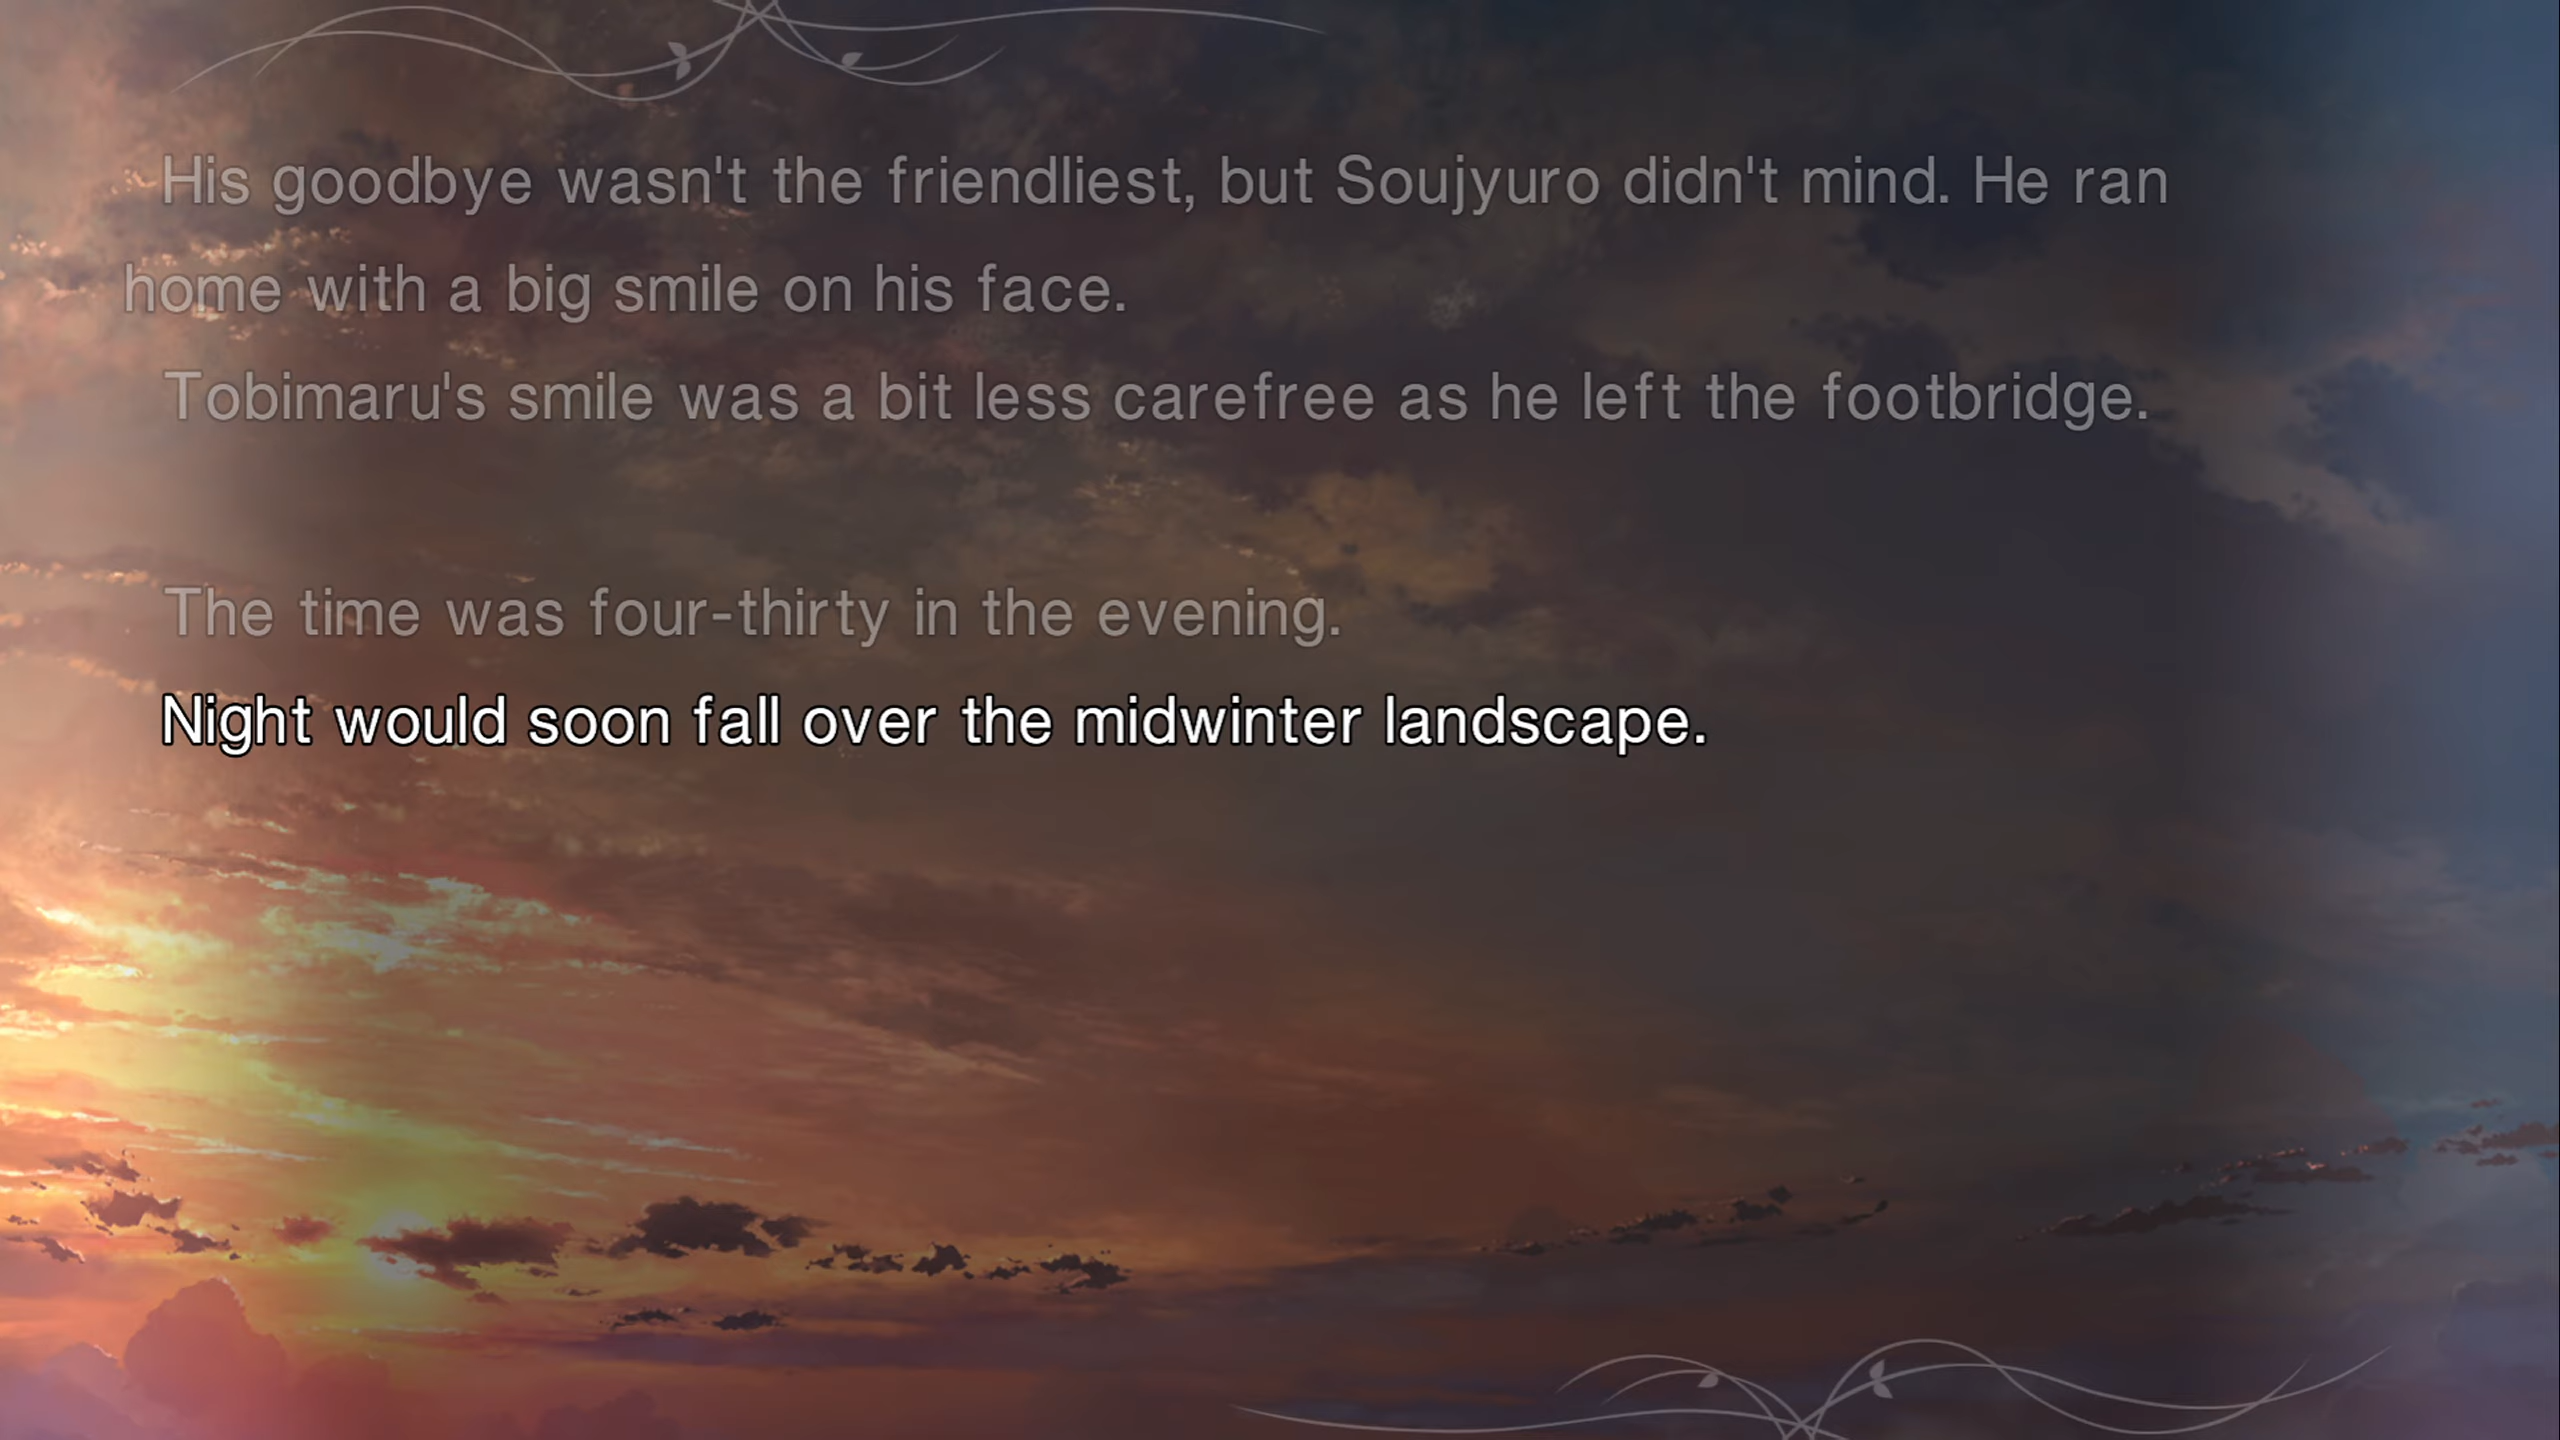 His goodbye wasn't the friendliest, but Soujyuro didn't mind. He ran
home with a big smile on his face.
Tobimaru's smile was a bit less carefree as he left the footbridge.
The time was four-thirty in the evening.
Night would soon fall over the midwinter landscape.